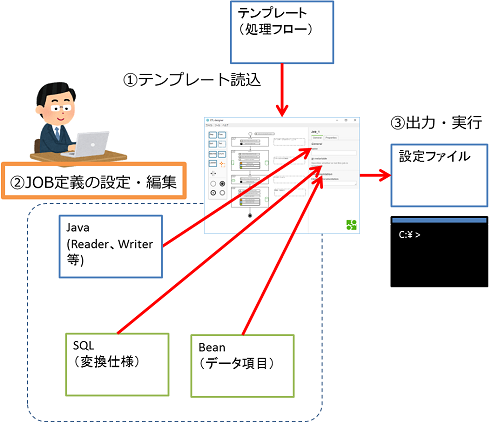 テンプレート
（処理フロー）
①テンプレート読込
③出力・実行
設定ファイル
②JOB定義の設定・編集
C:¥ >
Java
(Reader、Writer
等)
SQL
（変換仕様）
Bean
（データ項目）